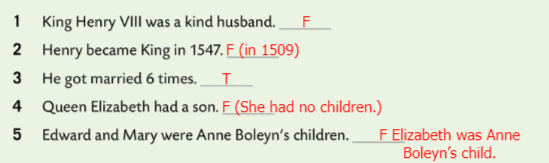 1 King Henry VIII was a kind husband. F
2 Henry became King in 1547. F (in 1509)
3 He got married 6 times. T
4 Queen Elizabeth had a son. F (She had no children.)
5 Edward and Mary were Anne Boleyn's children. F Elizabeth was Anne
Boleyn's child.